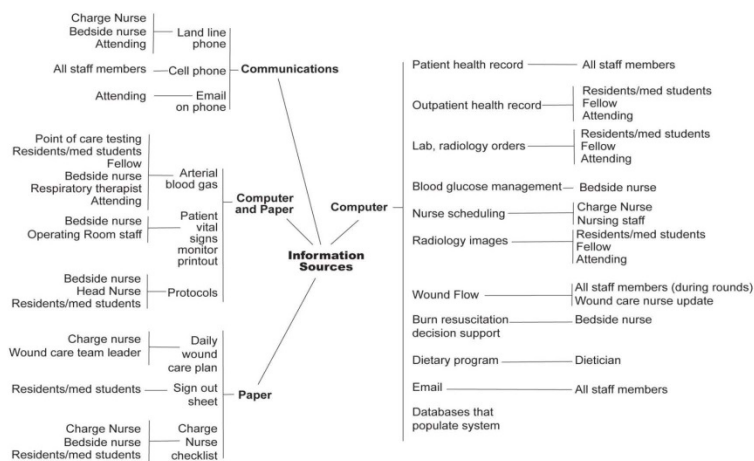 Charge Nurse
Bedside nurse
Attending
Land line
phone
All staff members
Cell phone
Communications
Attending
Email
on phone
Point of care testing
Residents/med students
Fellow
Bedside nurse
Respiratory therapist
Attending
Arterial
blood gas
Bedside nurse
Operating Room staff
Patient
vital
signs
monitor
printout
Computer
and Paper
Bedside nurse
Head Nurse
Residents/med students
Protocols
Charge nurse
Wound care team leader
Daily
wound
care plan
Residents/med students
Sign out
sheet
Paper
Charge Nurse
Bedside nurse
Residents/med students
Charge
Nurse
checklist
Information
Sources
Computer
Patient health record
All staff members
Outpatient health record
Residents/med students
Fellow
Attending
Lab, radiology orders
Residents/med students
Fellow
Attending
Blood glucose management
Bedside nurse
Nurse scheduling
Charge Nurse
Nursing staff
Radiology images
Residents/med students
Fellow
Attending
Wound Flow
All staff members (during rounds)
Wound care nurse update
Burn resuscitation
decision support
Bedside nurse
Dietary program
Dietician
Email
All staff members
Databases that
populate system